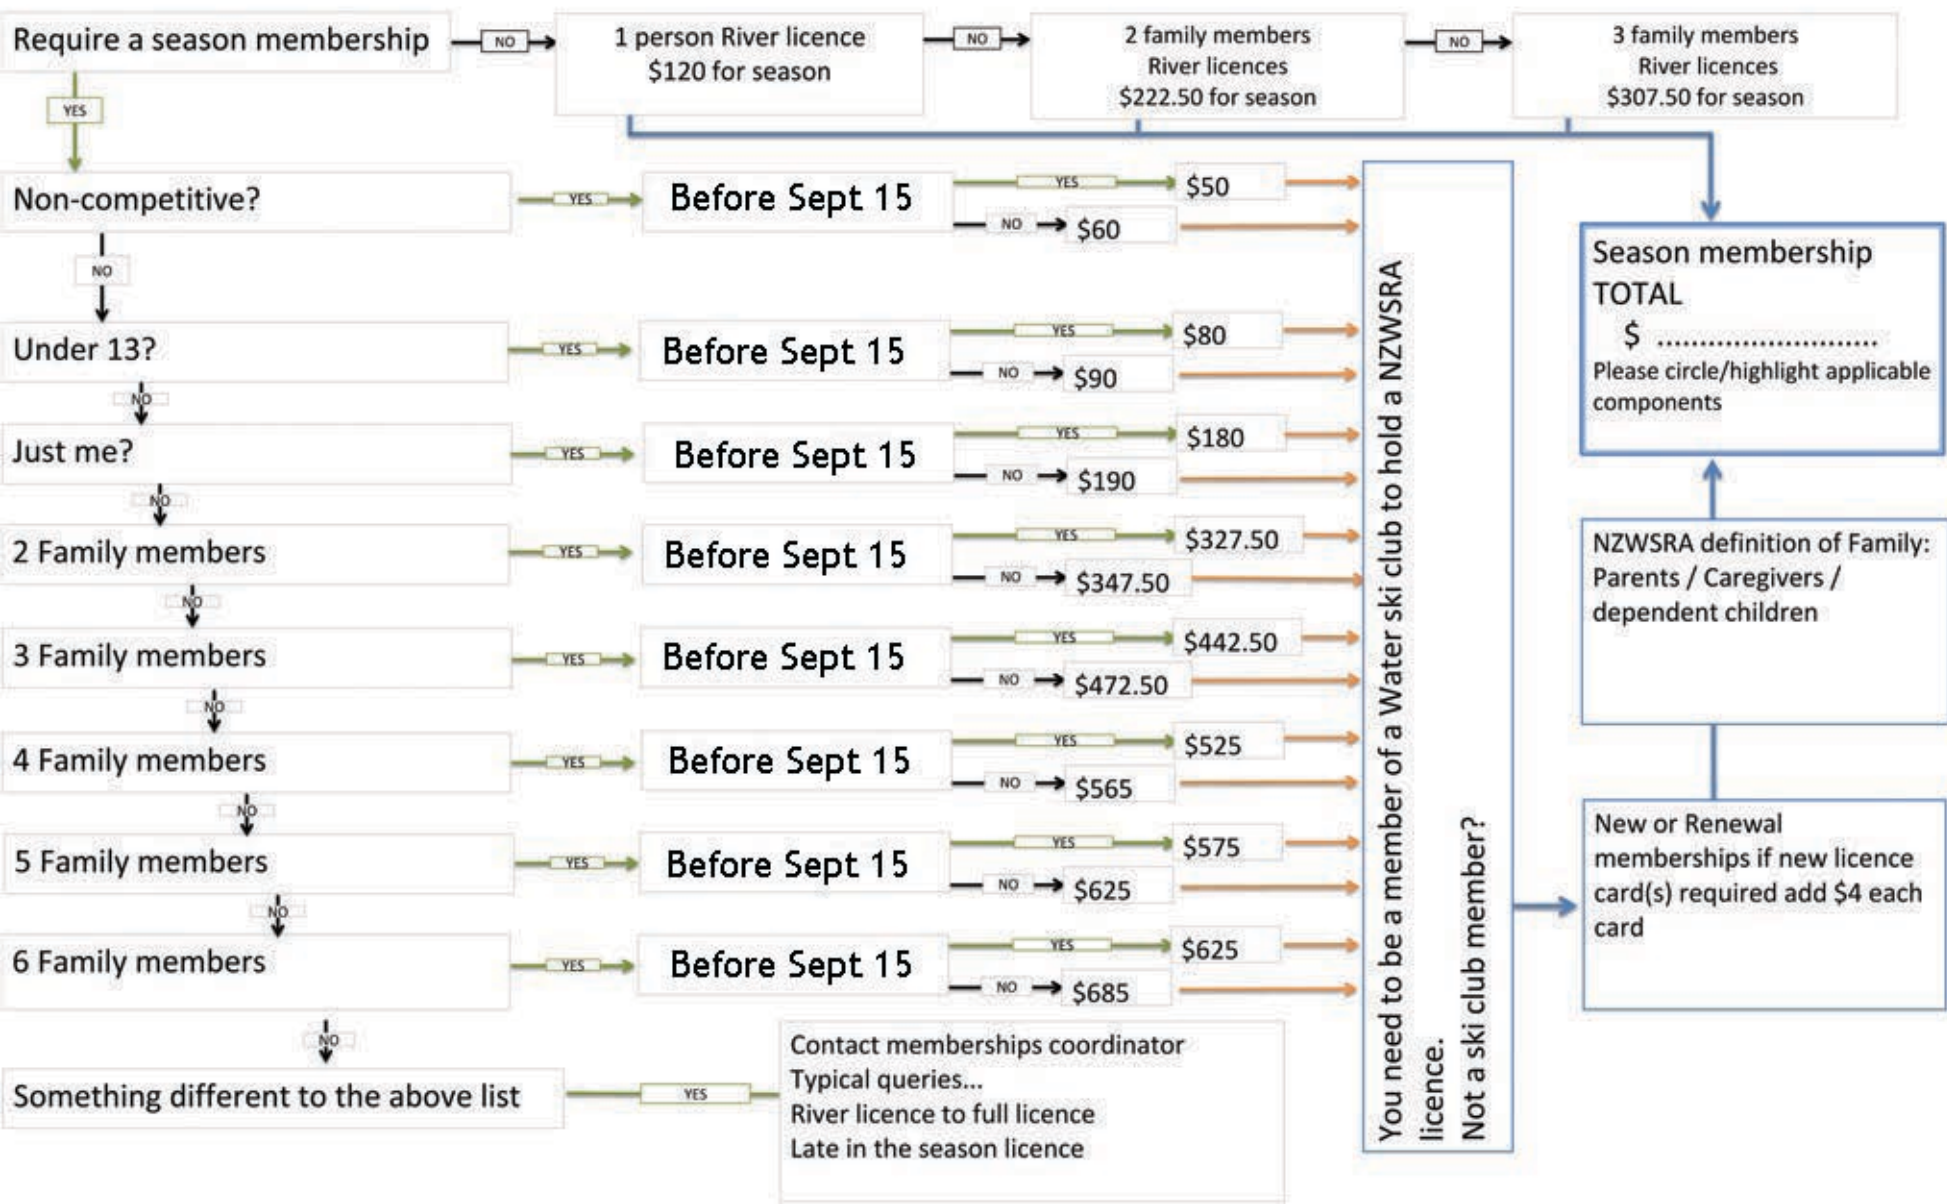 Require a season membership
NO
1 person River licence
$120 for season
NO
2 family members
River licences
$222.50 for season
NO
3 family members
River licences
$307.50 for season
YES
Non-competitive?
YES
Before Sept 15
YES
$50
NO
$60
NO
Under 13?
YES
Before Sept 15
YES
$80
NO
$90
NO
Just me?
YES
Before Sept 15
YES
$180
NO
$190
NO
2 Family members
YES
Before Sept 15
YES
$327.50
NO
$347.50
NO
3 Family members
YES
Before Sept 15
YES
$442.50
NO
$472.50
NO
4 Family members
YES
Before Sept 15
YES
$525
NO
$565
NO
5 Family members
YES
Before Sept 15
YES
$575
NO
$625
NO
6 Family members
YES
Before Sept 15
YES
$625
NO
$685
NO
Something different to the above list
YES
Contact memberships coordinator
Typical queries...
River licence to full licence
Late in the season licence
You need to be a member of a Water ski club to hold a NZWSRA
licence.
Not a ski club member?
Season membership
TOTAL
$ ..........................
Please circle/highlight applicable
components
NZWSRA definition of Family:
Parents / Caregivers /
dependent children
New or Renewal
memberships if new licence
card(s) required add $4 each
card